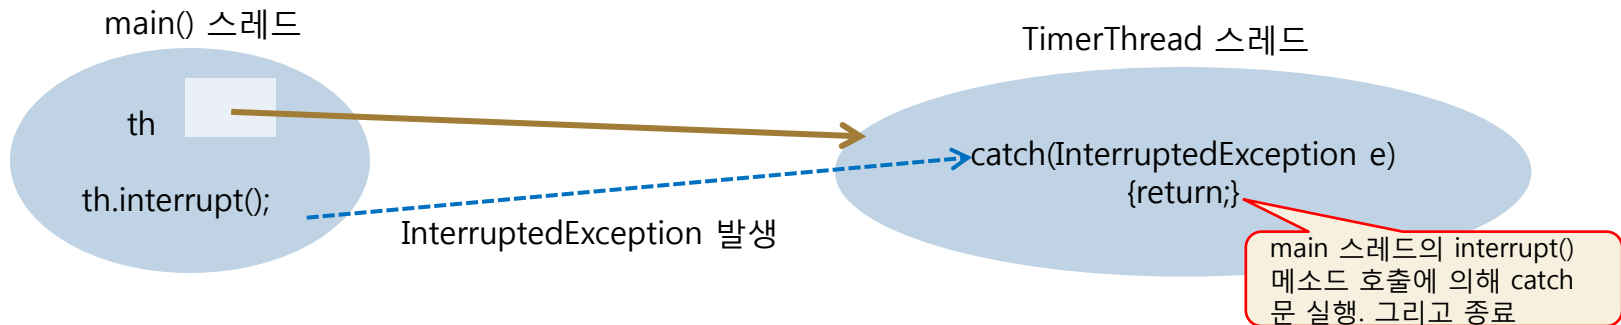 main() 스레드
TimerThread 스레드
th
catch(InterruptedException e)
{return;}
th.interrupt();
InterruptedException 발생
main 스레드의 interrupt()
메소드 호출에 의해 catch
문 실행. 그리고 종료